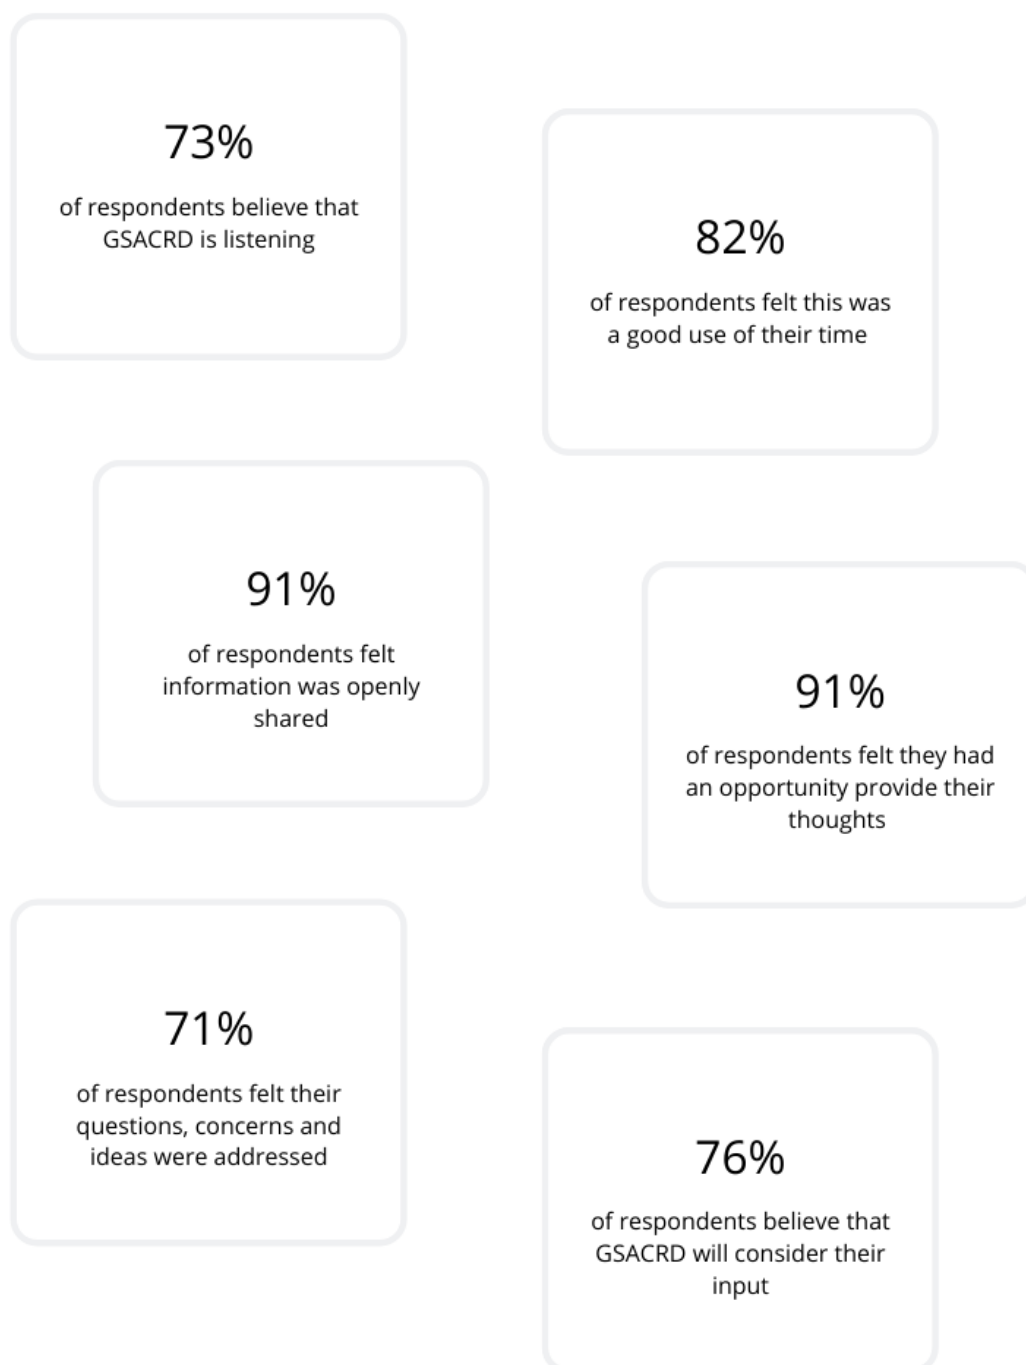 73%
of respondents believe that
GSACRD is listening
82%
of respondents felt this was
a good use of their time
91%
of respondents felt
information was openly
shared
91%
of respondents felt they had
an opportunity provide their
thoughts
71%
of respondents felt their
questions, concerns and
ideas were addressed
76%
of respondents believe that
GSACRD will consider their
input